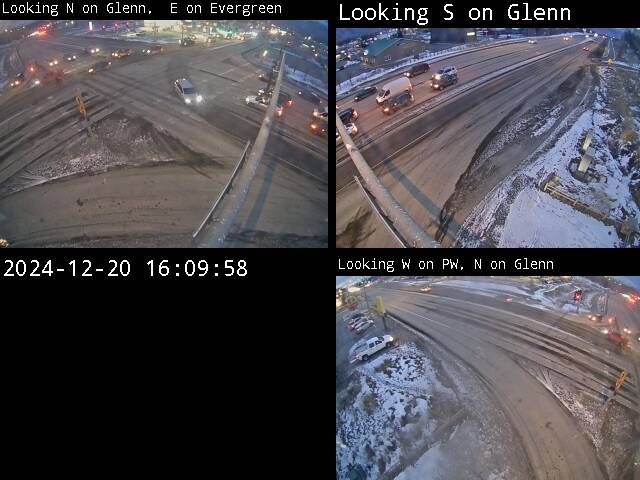 Looking N on Glenn,  E on Evergreen
Looking S on Glenn
2024-12-20 16:09:58
Looking W on PW, N on Glenn